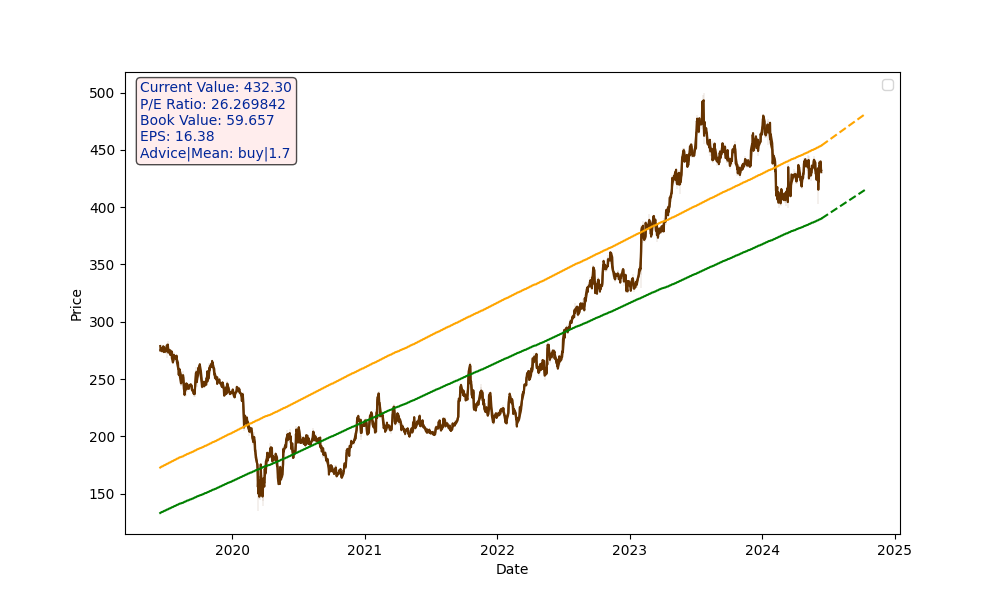 Current Value: 432.30
P/E Ratio: 26.269842
Book Value: 59.657
EPS: 16.38
Advice|Mean: buy|1.7
500
450
400
350
300
250
200
150
Price
2020
2021
2022
2023
2024
2025
Date